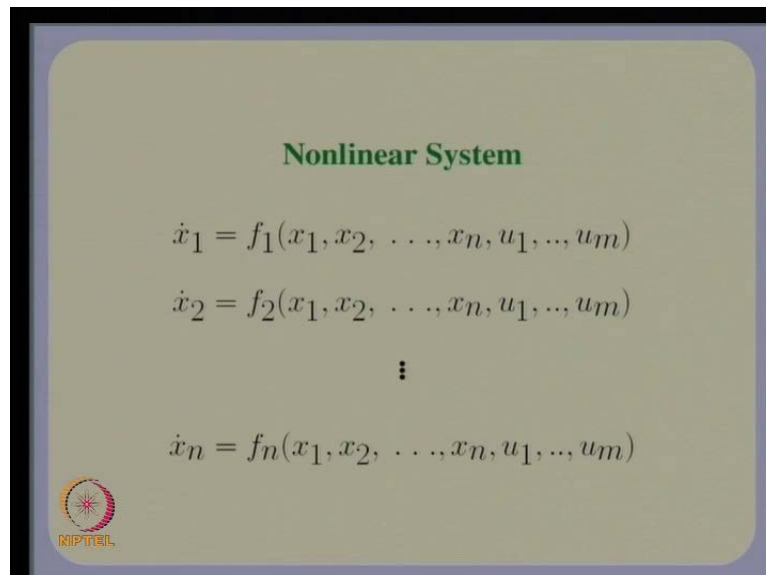 Nonlinear System
ẋ₁ = f₁(x₁, x₂, . . ., xₙ, u₁, .., uₘ)
ẋ₂ = f₂(x₁, x₂, . . ., xₙ, u₁, .., uₘ)
⋮
ẋₙ = fₙ(x₁, x₂, . . ., xₙ, u₁, .., uₘ)
NPTEL